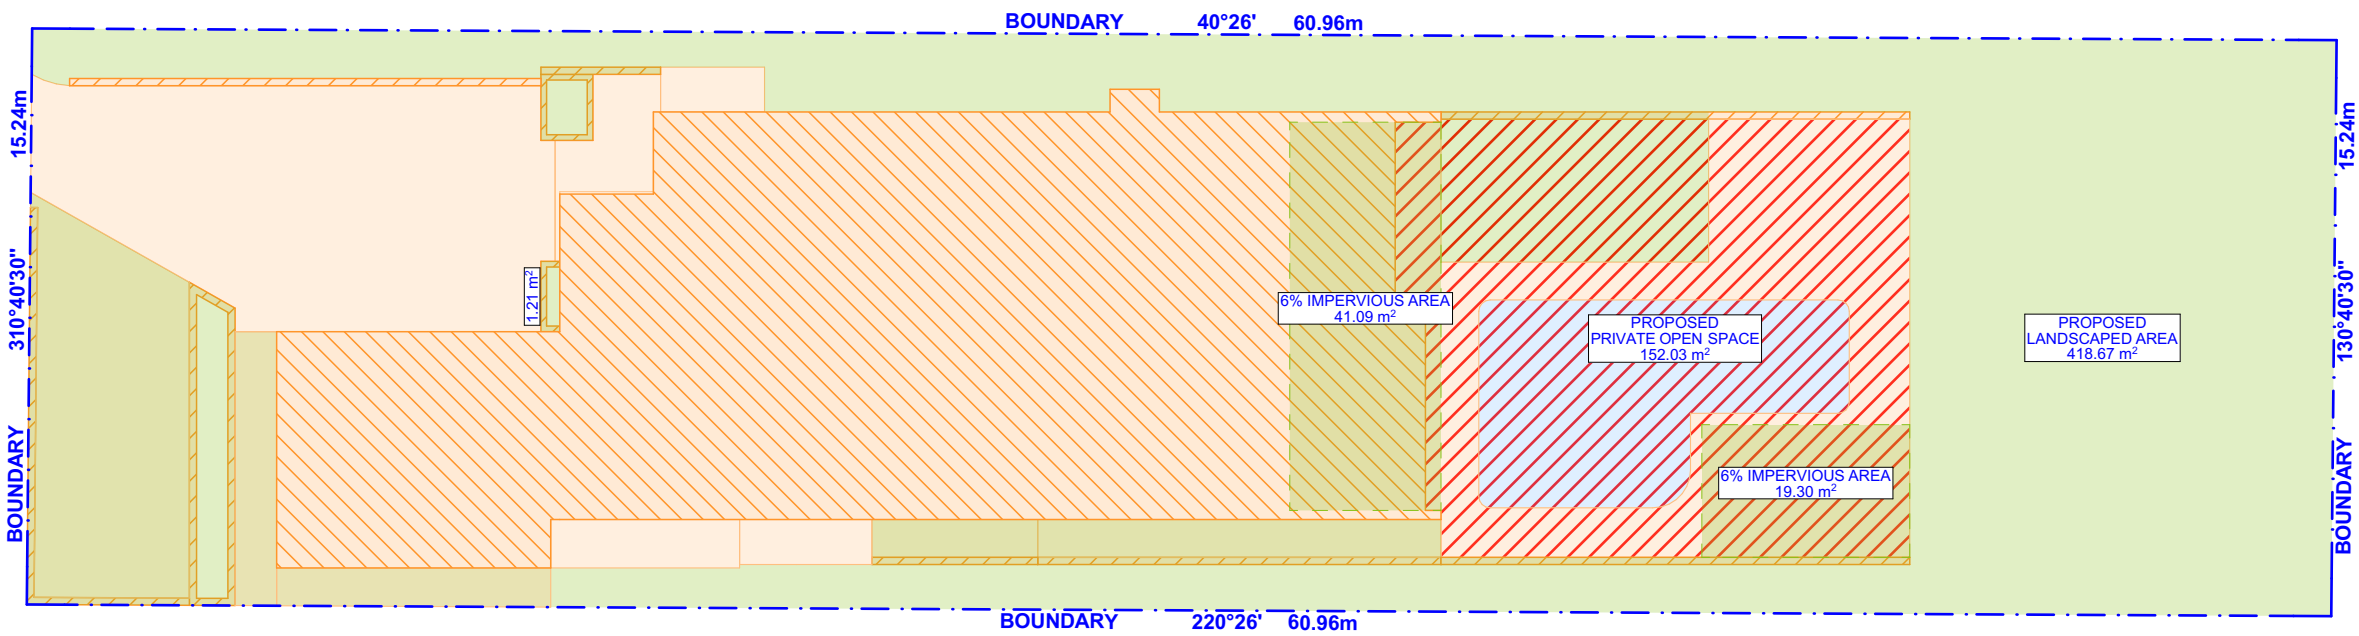 BOUNDARY 40°26' 60.96m
15.24m
310°40'30"
BOUNDARY
1.21 m²
6% IMPERVIOUS AREA
41.09 m²
PROPOSED
PRIVATE OPEN SPACE
152.03 m²
6% IMPERVIOUS AREA
19.30 m²
PROPOSED
LANDSCAPED AREA
418.67 m²
15.24m
130°40'30"
BOUNDARY
BOUNDARY 220°26' 60.96m